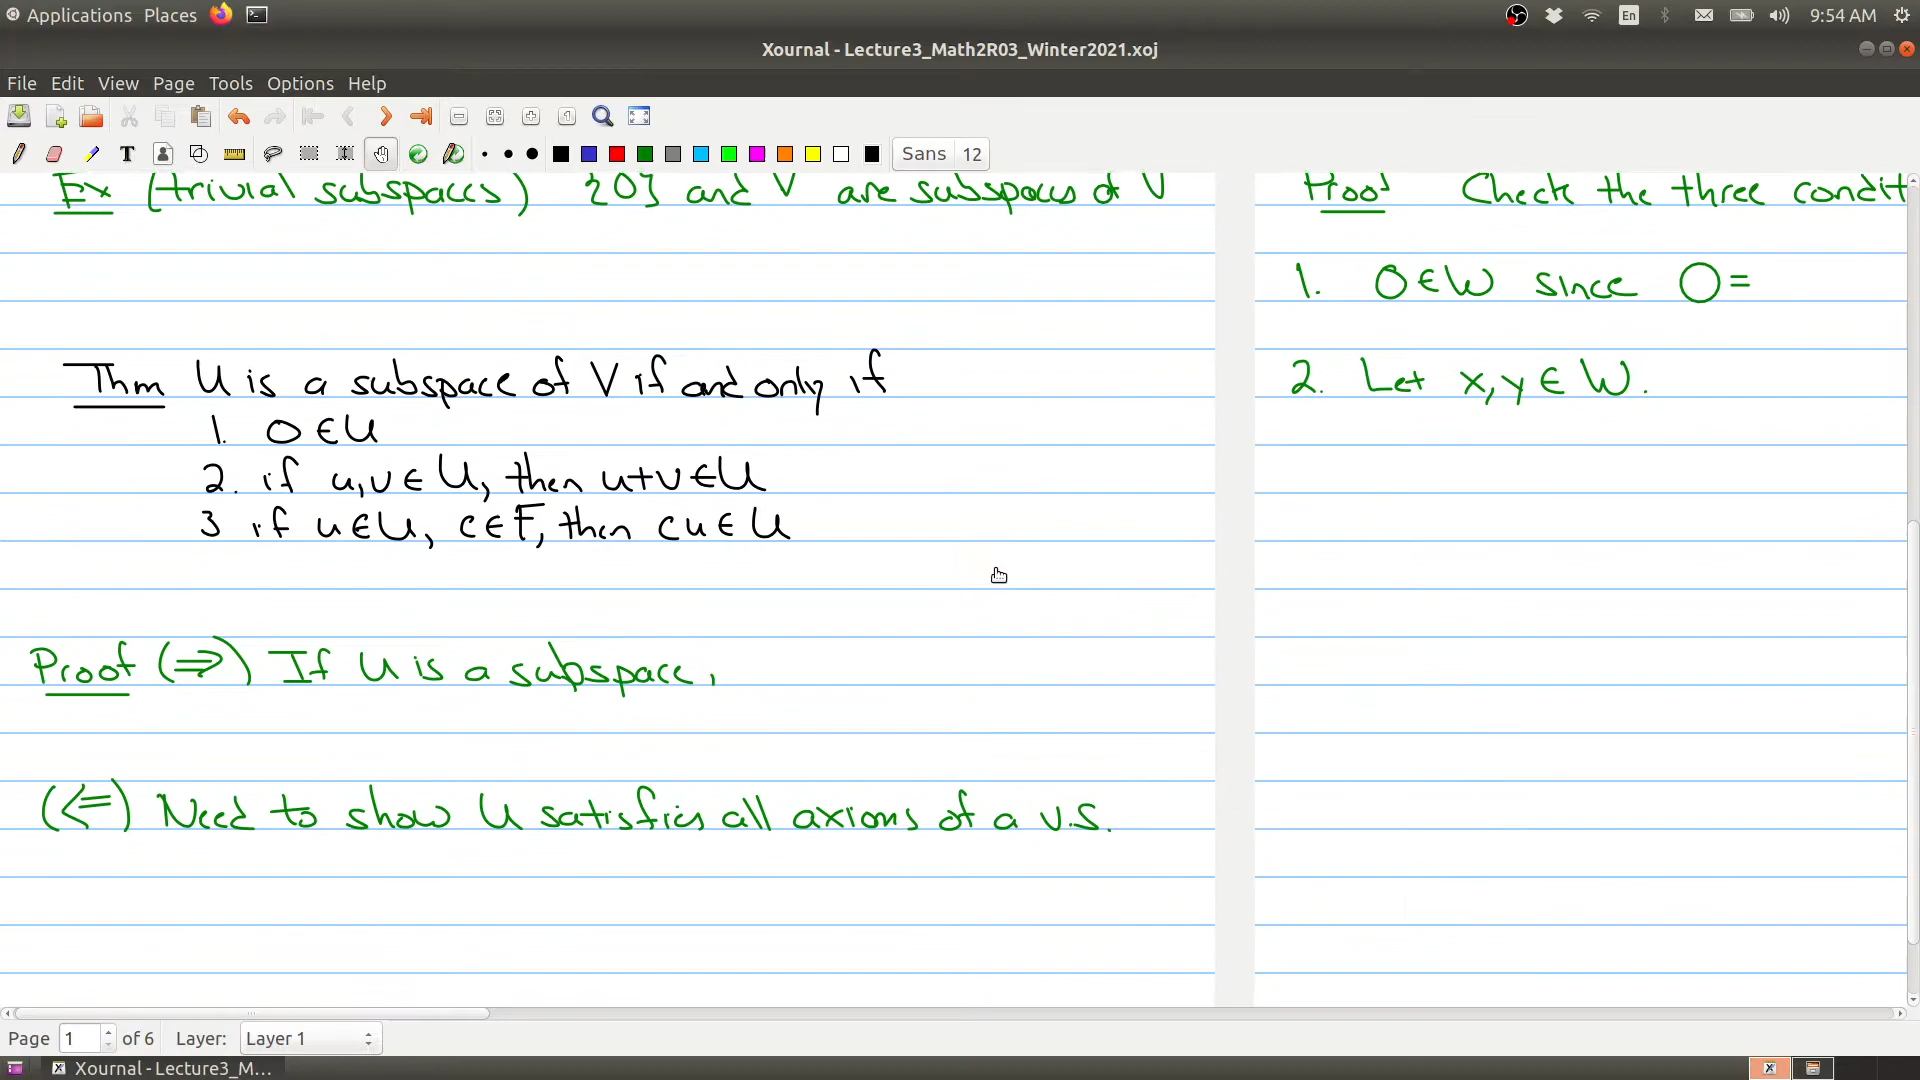 Applications Places En 9:54 AM
Xournal - Lecture3_Math2R03_Winter2021.xoj
File Edit View Page Tools Options Help
T Sans 12
Ex (trivial subspaces) {0} and V are subspaces of V
Thm U is a subspace of V if and only if
1. 0 ∈ U
2. if u,v ∈ U, then u+v ∈ U
3 if u ∈ U, c ∈ F, then cu ∈ U
Proof (⇒) If U is a subspace,
(⇐) Need to show U satisfies all axioms of a v.s.
Proof Check the three condit
1. 0 ∈ W since 0 =
2. Let x,y ∈ W.
Page 1 of 6 Layer: Layer 1
Xournal - Lecture3_M...